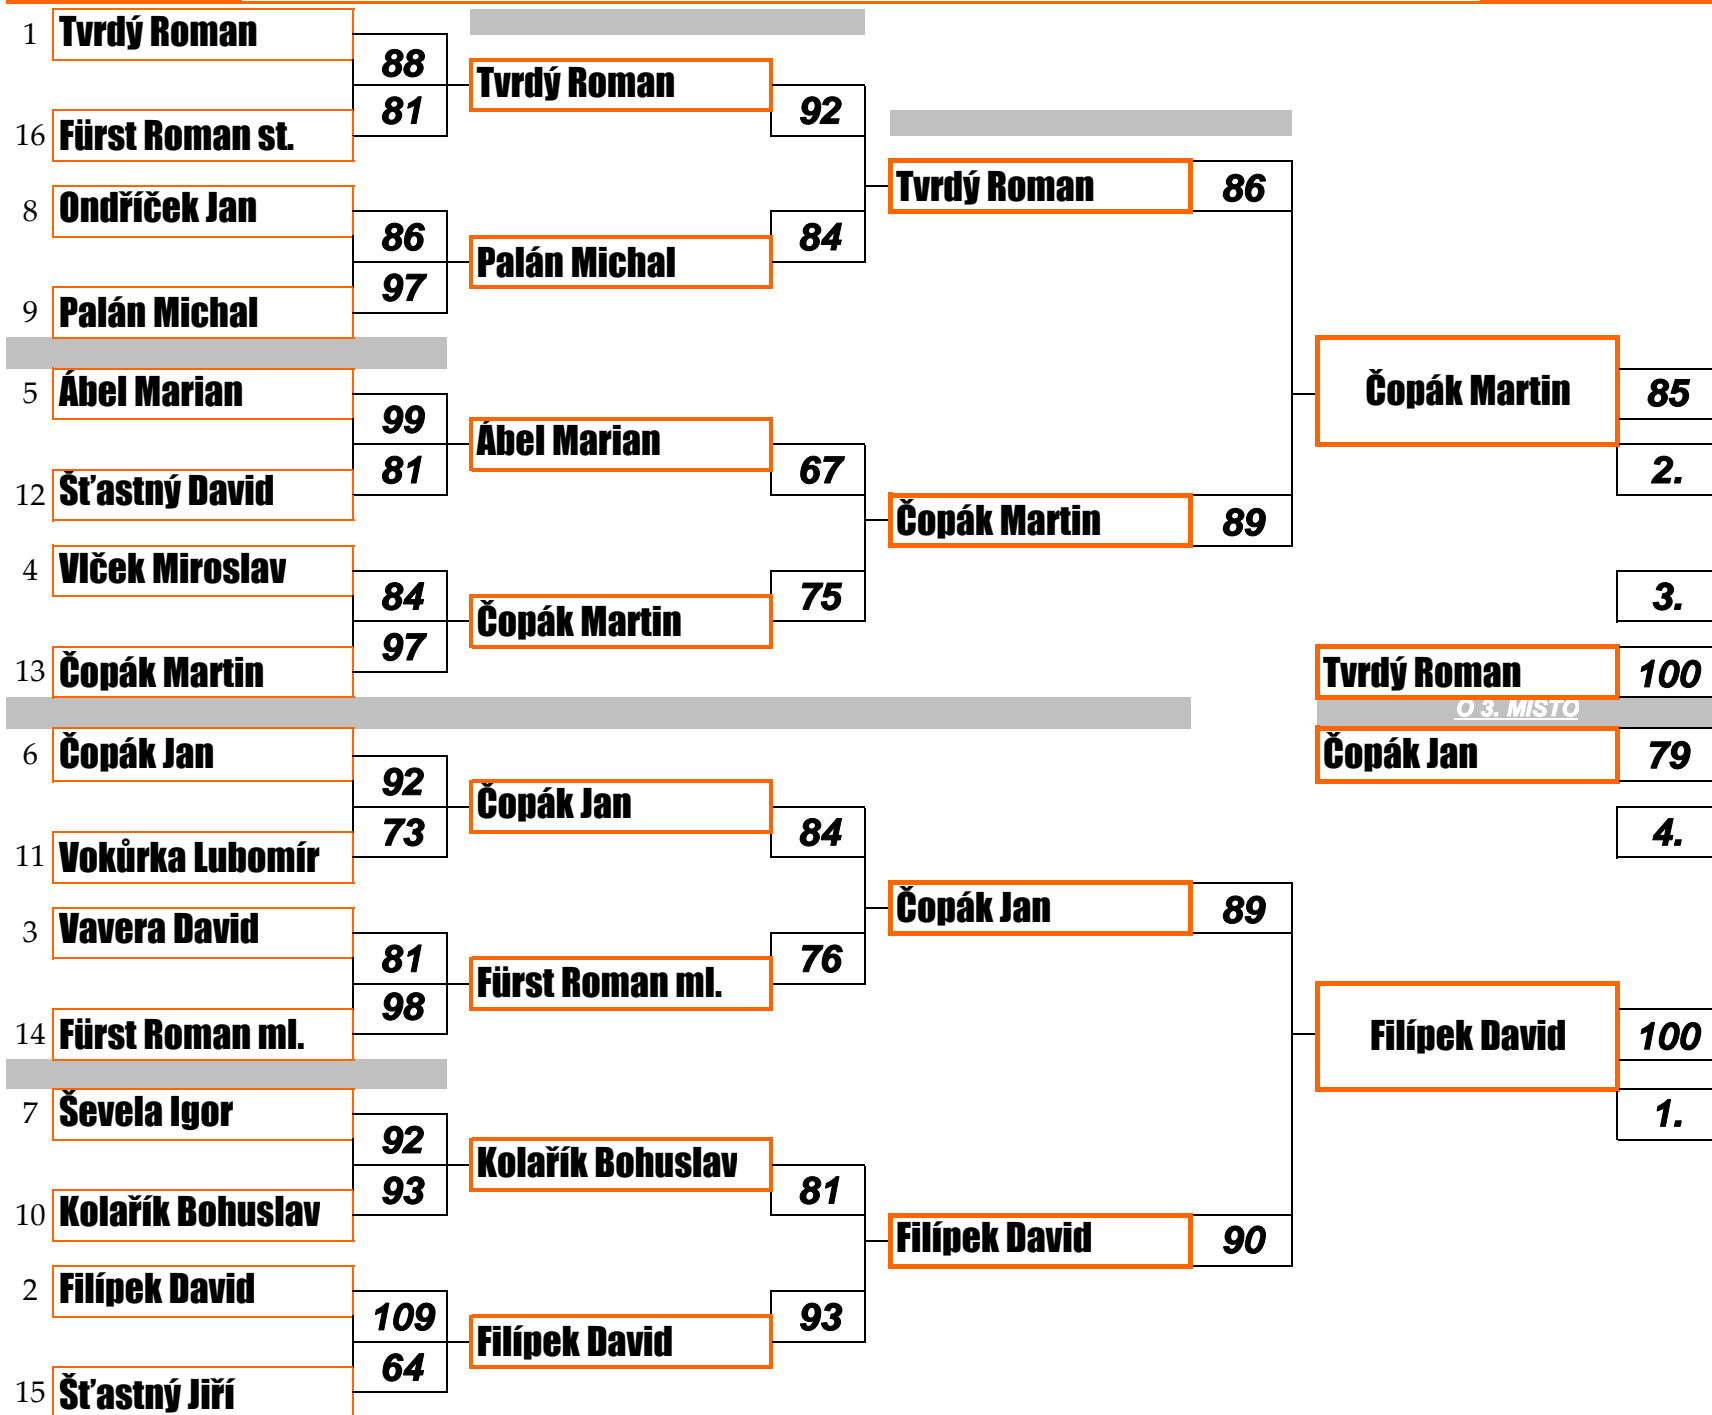 1 Tvrdý Roman
88
81
16 Fürst Roman st.
8 Ondříček Jan
86
97
9 Palán Michal
5 Ábel Marian
99
81
12 Šťastný David
4 Vlček Miroslav
84
97
13 Čopák Martin
6 Čopák Jan
92
73
11 Vokůrka Lubomír
3 Vavera David
81
98
14 Fürst Roman ml.
7 Ševela Igor
92
93
10 Kolařík Bohuslav
2 Filípek David
109
64
15 Šťastný Jiří
Tvrdý Roman
92
84
Palán Michal
Ábel Marian
67
75
Čopák Martin
Čopák Jan
84
76
Fürst Roman ml.
Kolařík Bohuslav
81
93
Filípek David
Tvrdý Roman 86
Čopák Martin 89
Čopák Jan 89
Filípek David 90
Čopák Martin 85
2.
3.
Tvrdý Roman 100
O 3. MÍSTO
Čopák Jan 79
4.
Filípek David 100
1.